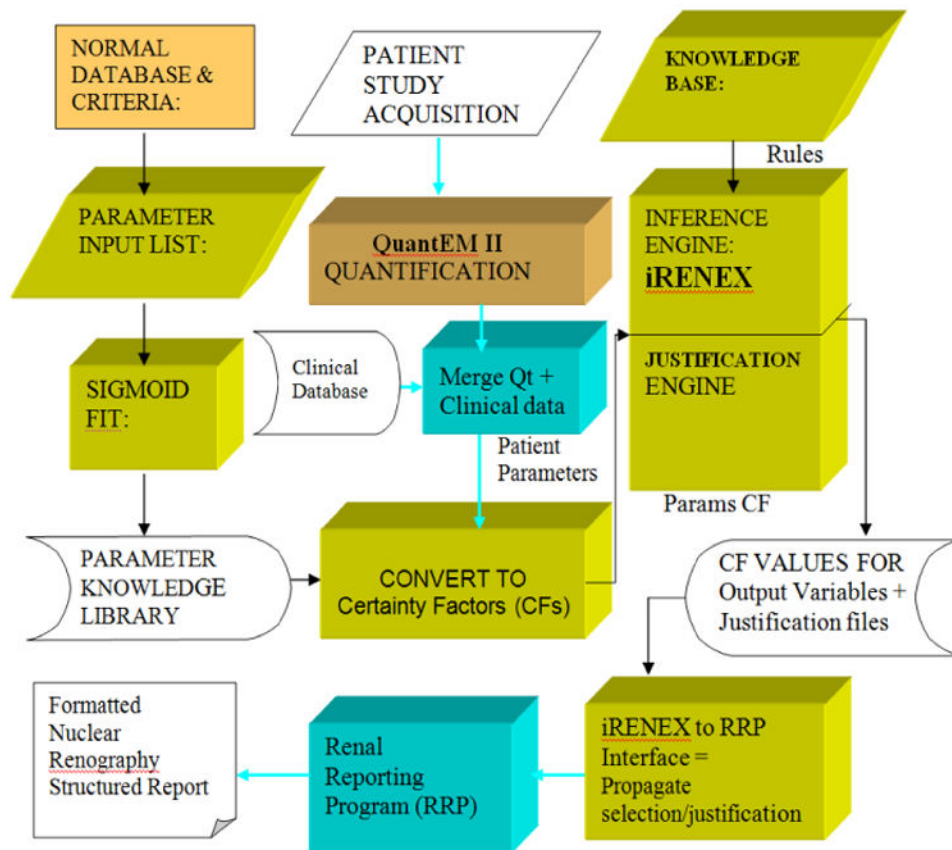 NORMAL
DATABASE &
CRITERIA:
PATIENT
STUDY
ACQUISITION
KNOWLEDGE
BASE:
Rules
PARAMETER
INPUT LIST:
QuantEM II
QUANTIFICATION
INFERENCE
ENGINE:
iRENEX
SIGMOID
FIT:
Clinical
Database
Merge Qt +
Clinical data
JUSTIFICATION
ENGINE
Patient
Parameters
Params CF
PARAMETER
KNOWLEDGE
LIBRARY
CONVERT TO
Certainty Factors (CFs)
CF VALUES FOR
Output Variables +
Justification files
Formatted
Nuclear
Renography
Structured Report
Renal
Reporting
Program (RRP)
iRENEX to RRP
Interface =
Propagate
selection/justification